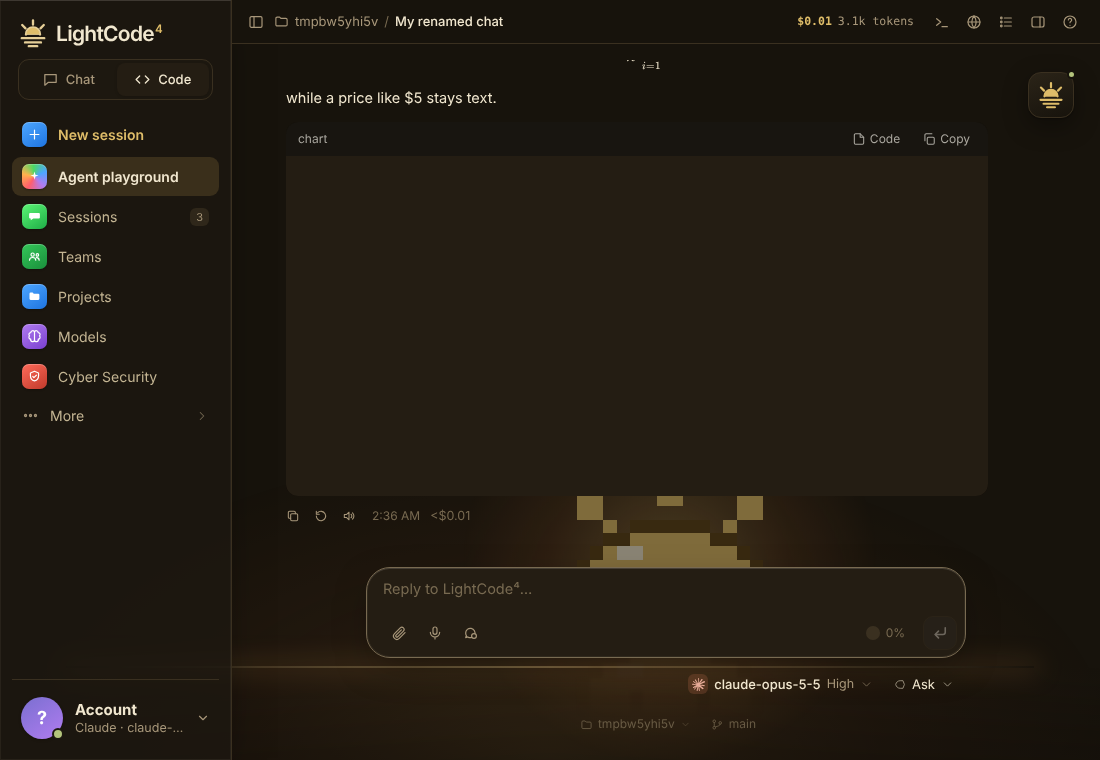 LightCode⁴
Chat
Code
New session
Agent playground
Sessions
3
Teams
Projects
Models
Cyber Security
More
Account
Claude · claude-...
tmpbw5yhi5v / My renamed chat
$0.01 3.1k tokens
i=1
while a price like $5 stays text.
chart
Code
Copy
2:36 AM <$0.01
Reply to LightCode⁴...
0%
claude-opus-5-5 High
Ask
tmpbw5yhi5v
main